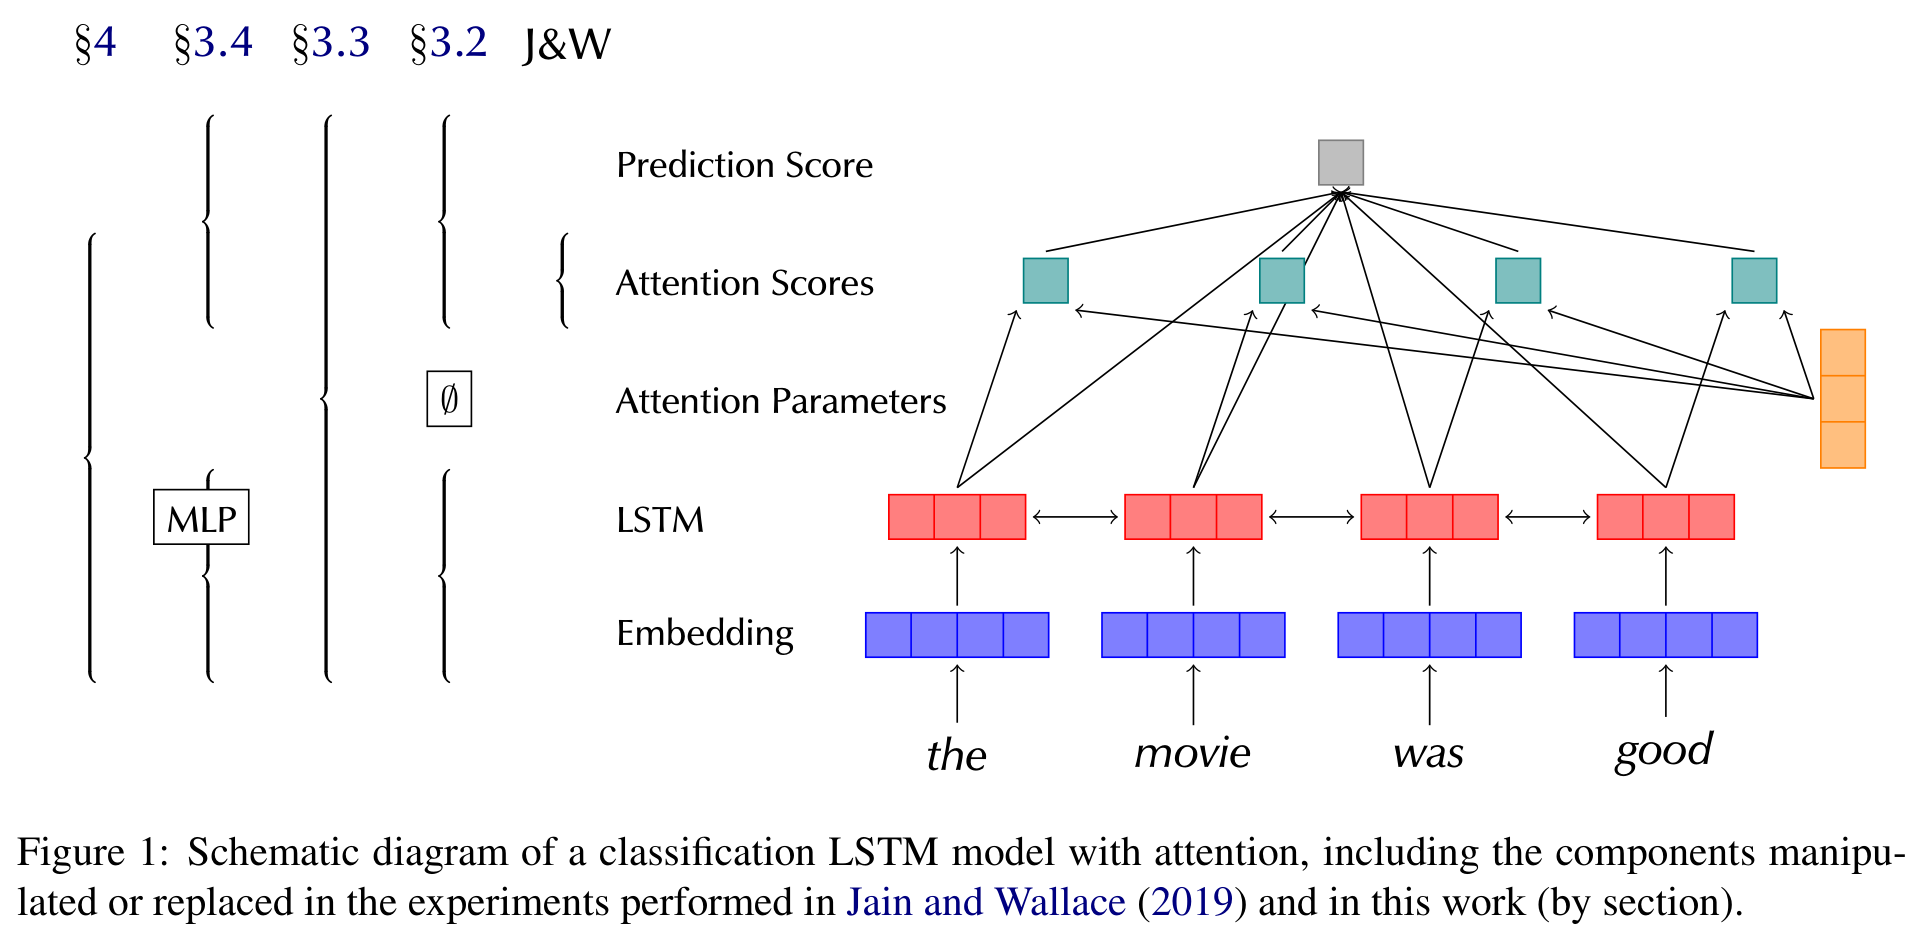 §4 §3.4 §3.3 §3.2 J&W
Prediction Score
Attention Scores
Attention Parameters
∅
LSTM
MLP
Embedding
the movie was good
Figure 1: Schematic diagram of a classification LSTM model with attention, including the components manipu-
lated or replaced in the experiments performed in Jain and Wallace (2019) and in this work (by section).